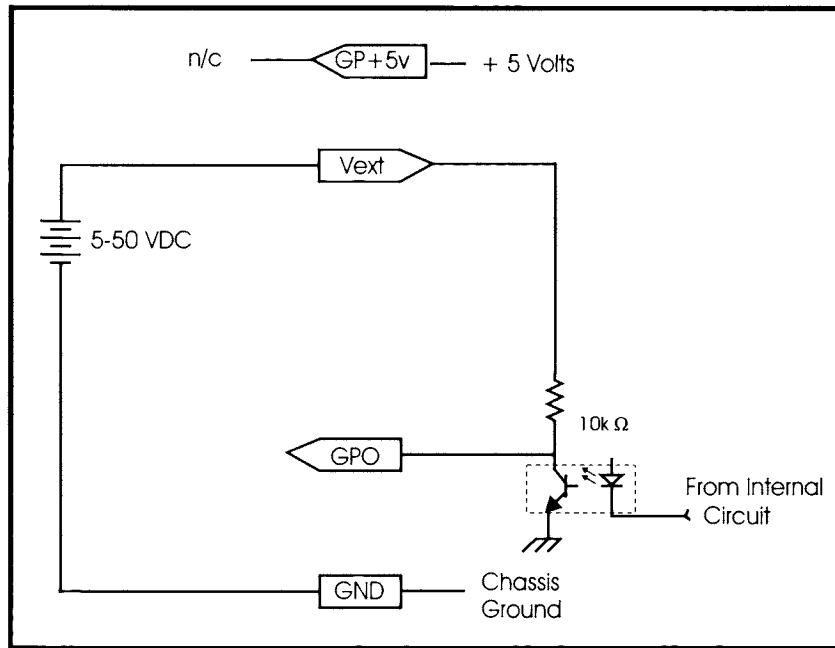 n/c
GP+5v
+ 5 Volts
Vext
5-50 VDC
10k Ω
GPO
From Internal
Circuit
GND
Chassis
Ground